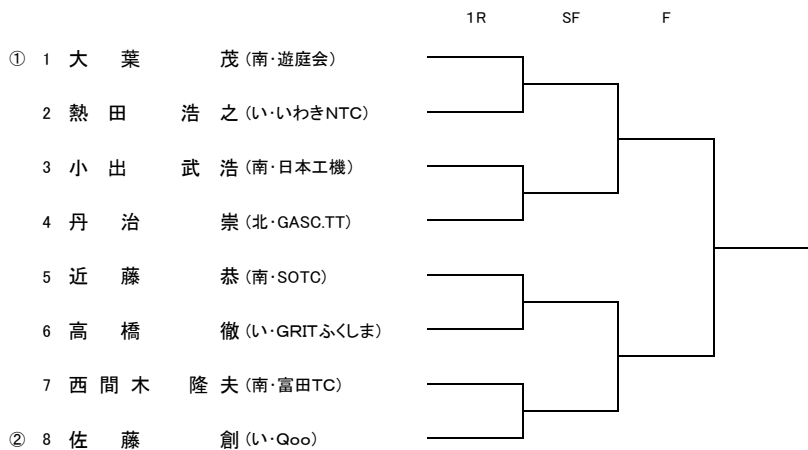 1R SF F
① 1 大 葉 茂 (南・遊庭会)
2 熱 田 浩 之 (い・いわきNTC)
3 小 出 武 浩 (南・日本工機)
4 丹 治 崇 (北・GASC.TT)
5 近 藤 恭 (南・SOTC)
6 高 橋 徹 (い・GRITふくしま)
7 西 間 木 隆 夫 (南・富田TC)
② 8 佐 藤 創 (い・Qoo)